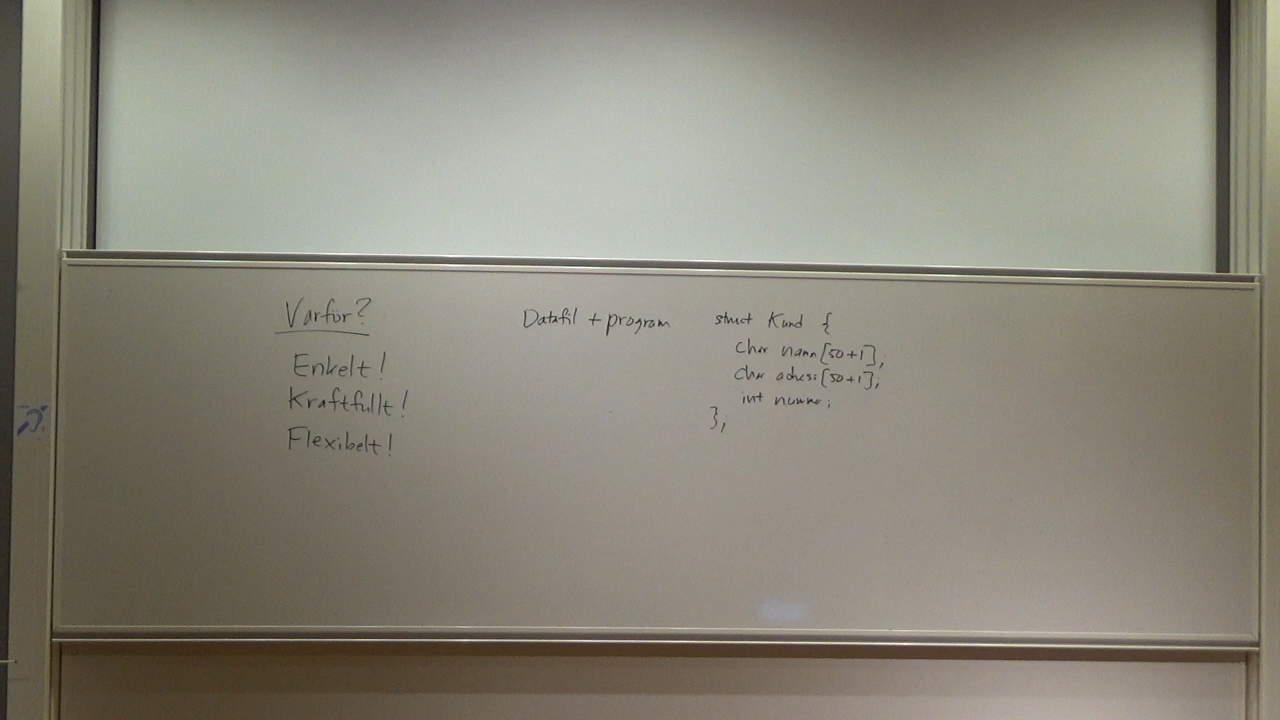 Varför?
Enkelt!
Kraftfullt!
Flexibelt!
Datafil + program
struct Kund {
char namn[50+1];
char adress[50+1];
int nummer;
};